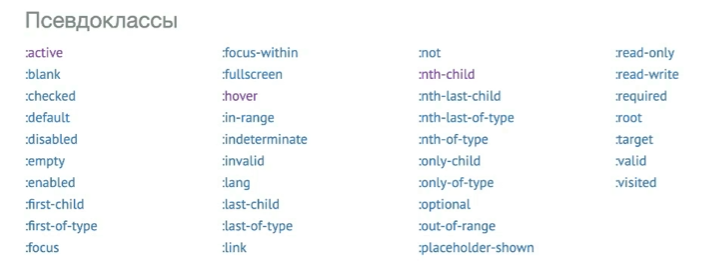 Псевдоклассы
:active
:blank
:checked
:default
:disabled
:empty
:enabled
:first-child
:first-of-type
:focus
:focus-within
:fullscreen
:hover
:in-range
:indeterminate
:invalid
:lang
:last-child
:last-of-type
:link
:not
:nth-child
:nth-last-child
:nth-last-of-type
:nth-of-type
:only-child
:only-of-type
:optional
:out-of-range
:placeholder-shown
:read-only
:read-write
:required
:root
:target
:valid
:visited